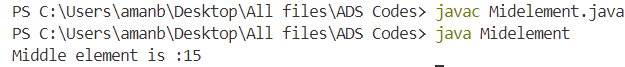 PS C:\Users\amanb\Desktop\All files\ADS Codes> javac Midelement.java
PS C:\Users\amanb\Desktop\All files\ADS Codes> java Midelement
Middle element is :15